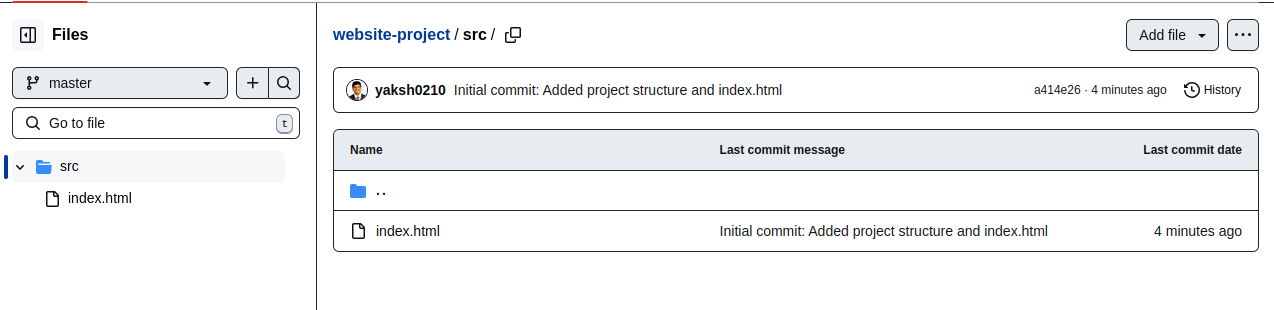 Files
master
Go to file
t
src
index.html
website-project / src /
Add file
yaksh0210 Initial commit: Added project structure and index.html a414e26 · 4 minutes ago History
Name Last commit message Last commit date
..
index.html Initial commit: Added project structure and index.html 4 minutes ago